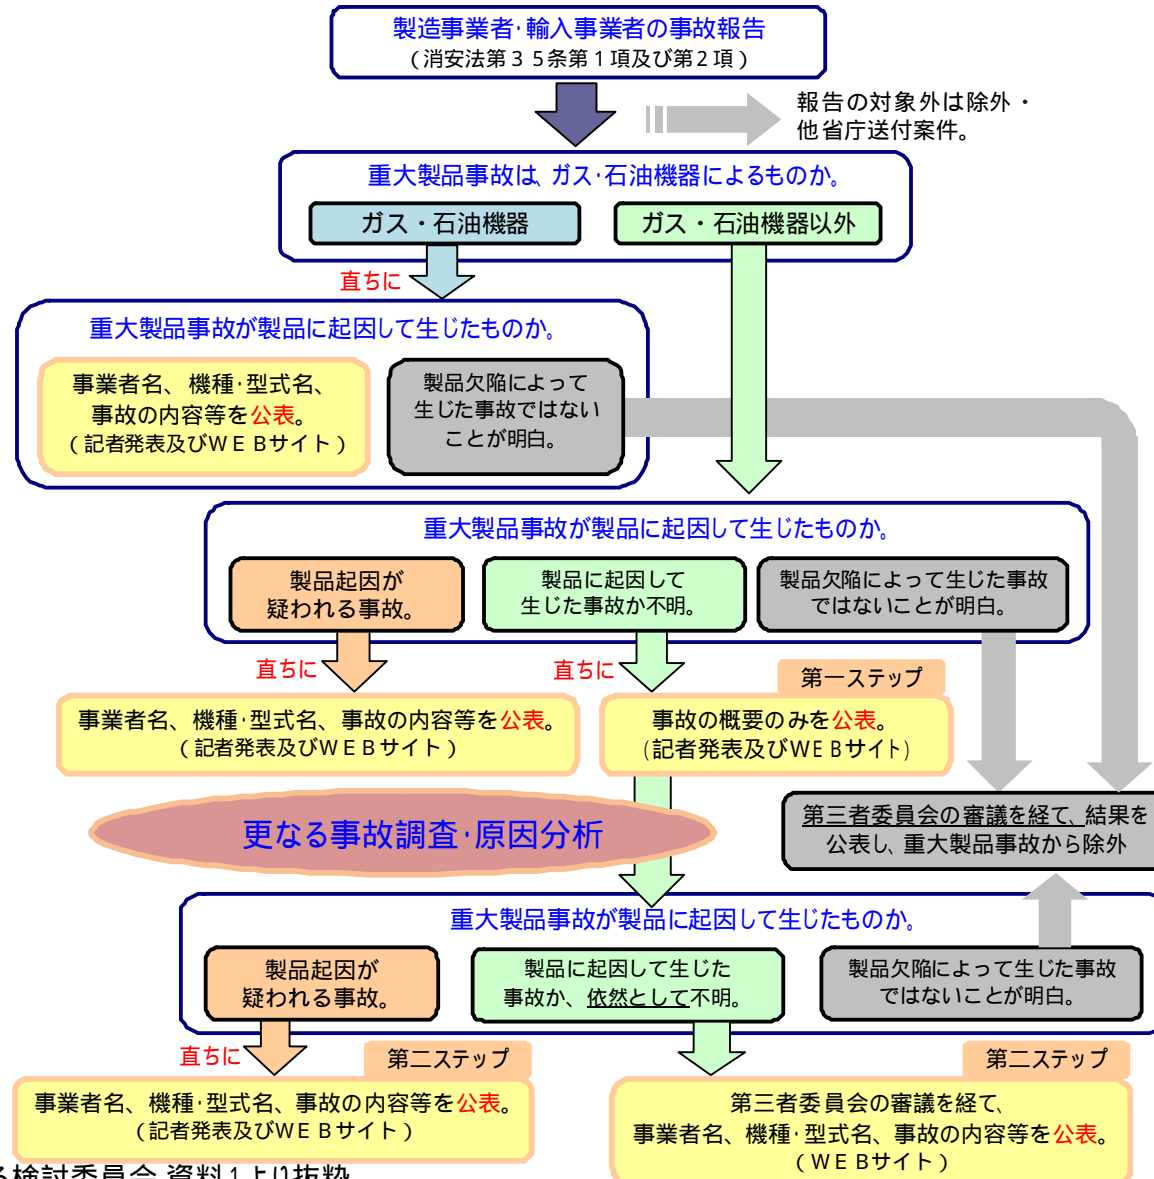 製造事業者・輸入事業者の事故報告
（消安法第３５条第１項及び第２項）
報告の対象外は除外・
他省庁送付案件。
重大製品事故は、ガス・石油機器によるものか。
ガス・石油機器
ガス・石油機器以外
直ちに
重大製品事故が製品に起因して生じたものか。
事業者名、機種・型式名、
事故の内容等を公表。
（記者発表及びＷＥＢサイト）
製品欠陥によって
生じた事故ではない
ことが明白。
重大製品事故が製品に起因して生じたものか。
製品起因が
疑われる事故。
製品に起因して
生じた事故か不明。
製品欠陥によって生じた事故
ではないことが明白。
直ちに
直ちに
第一ステップ
事業者名、機種・型式名、事故の内容等を公表。
（記者発表及びＷＥＢサイト）
事故の概要のみを公表。
（記者発表及びＷＥＢサイト）
更なる事故調査・原因分析
第三者委員会の審議を経て、結果を
公表し、重大製品事故から除外
重大製品事故が製品に起因して生じたものか。
製品起因が
疑われる事故。
製品に起因して生じた
事故か、依然として不明。
製品欠陥によって生じた事故
ではないことが明白。
直ちに
第二ステップ
第二ステップ
事業者名、機種・型式名、事故の内容等を公表。
（記者発表及びＷＥＢサイト）
第三者委員会の審議を経て、
事業者名、機種・型式名、事故の内容等を公表。
（ＷＥＢサイト）
る検討委員会 資料１より抜粋